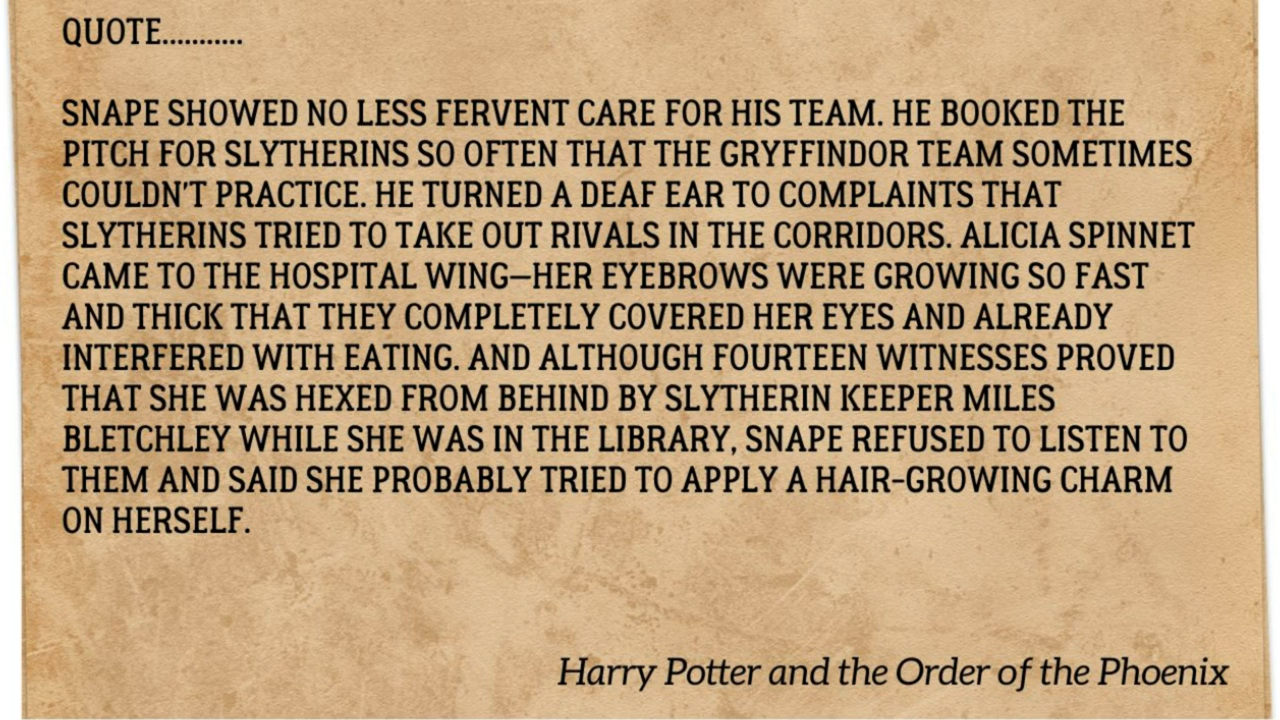 QUOTE...........
SNAPE SHOWED NO LESS FERVENT CARE FOR HIS TEAM. HE BOOKED THE
PITCH FOR SLYTHERINS SO OFTEN THAT THE GRYFFINDOR TEAM SOMETIMES
COULDN'T PRACTICE. HE TURNED A DEAF EAR TO COMPLAINTS THAT
SLYTHERINS TRIED TO TAKE OUT RIVALS IN THE CORRIDORS. ALICIA SPINNET
CAME TO THE HOSPITAL WING—HER EYEBROWS WERE GROWING SO FAST
AND THICK THAT THEY COMPLETELY COVERED HER EYES AND ALREADY
INTERFERED WITH EATING. AND ALTHOUGH FOURTEEN WITNESSES PROVED
THAT SHE WAS HEXED FROM BEHIND BY SLYTHERIN KEEPER MILES
BLETCHLEY WHILE SHE WAS IN THE LIBRARY, SNAPE REFUSED TO LISTEN TO
THEM AND SAID SHE PROBABLY TRIED TO APPLY A HAIR-GROWING CHARM
ON HERSELF.
Harry Potter and the Order of the Phoenix